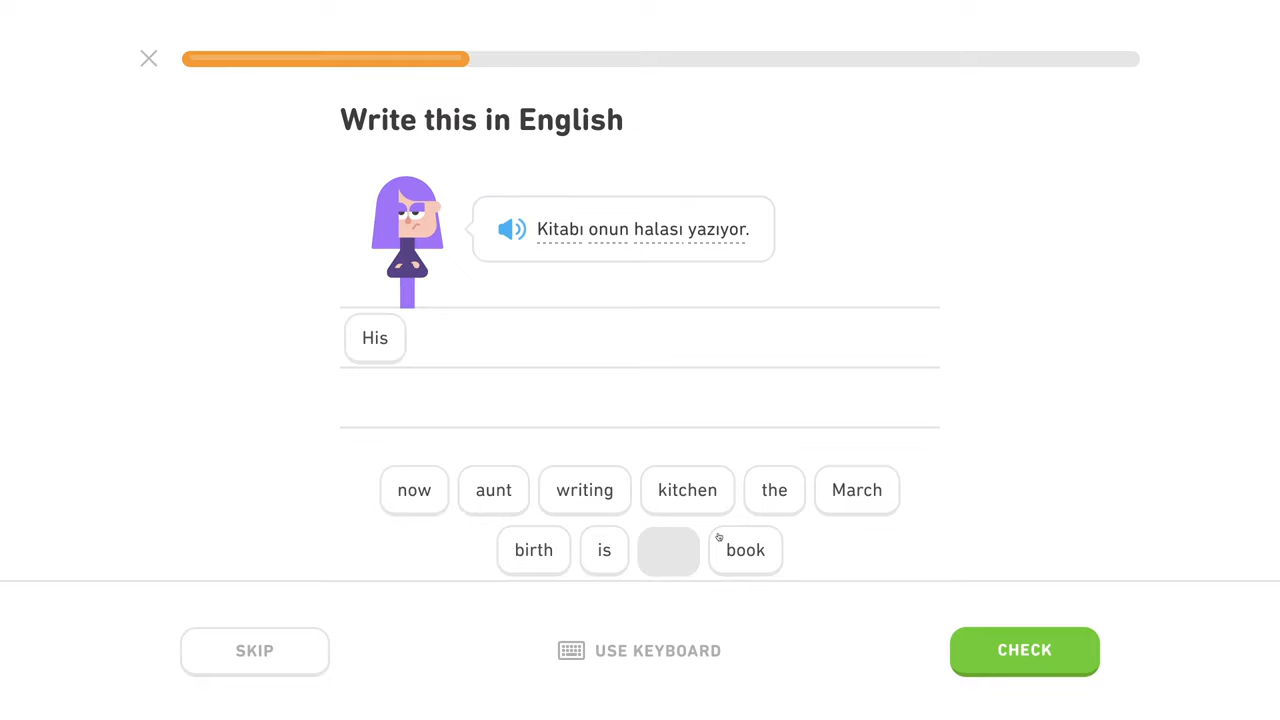 Write this in English
Kitabı onun halası yazıyor.
His
now aunt writing kitchen the March
birth is book
SKIP USE KEYBOARD CHECK